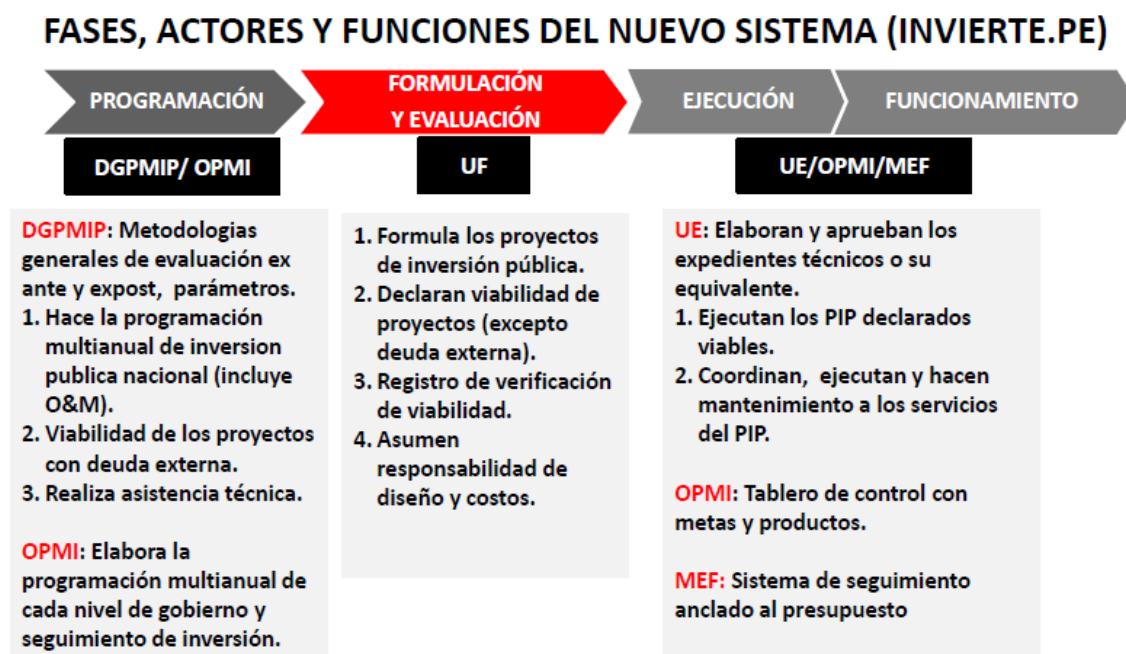 FASES, ACTORES Y FUNCIONES DEL NUEVO SISTEMA (INVIERTE.PE)
PROGRAMACIÓN
FORMULACIÓN
Y EVALUACIÓN
EJECUCIÓN
FUNCIONAMIENTO
DGPMIP/ OPMI
UF
UE/OPMI/MEF
DGPMIP: Metodologias
generales de evaluación ex
ante y expost, parámetros.
1. Hace la programación
multianual de inversion
publica nacional (incluye
O&M).
2. Viabilidad de los proyectos
con deuda externa.
3. Realiza asistencia técnica.
OPMI: Elabora la
programación multianual de
cada nivel de gobierno y
seguimiento de inversión.
1. Formula los proyectos
de inversión pública.
2. Declaran viabilidad de
proyectos (excepto
deuda externa).
3. Registro de verificación
de viabilidad.
4. Asumen
responsabilidad de
diseño y costos.
UE: Elaboran y aprueban los
expedientes técnicos o su
equivalente.
1. Ejecutan los PIP declarados
viables.
2. Coordinan, ejecutan y hacen
mantenimiento a los servicios
del PIP.
OPMI: Tablero de control con
metas y productos.
MEF: Sistema de seguimiento
anclado al presupuesto